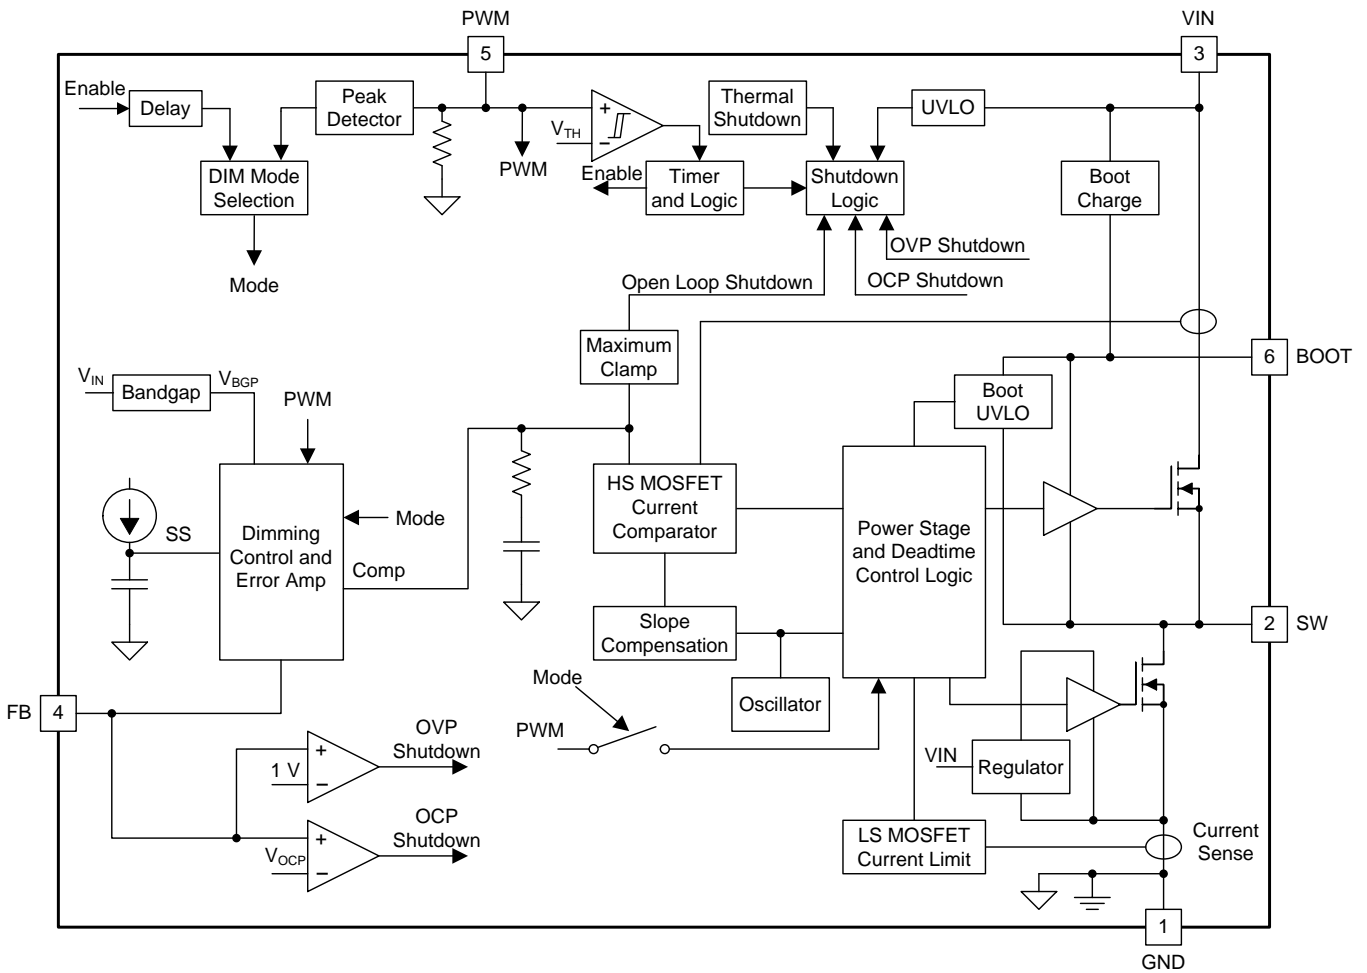 PWM
VIN
5
3
Enable
Delay
Peak
Detector
+
VTH
−
Thermal
Shutdown
UVLO
PWM
DIM Mode
Selection
Enable
Timer
and Logic
Shutdown
Logic
Boot
Charge
Mode
OVP Shutdown
Open Loop Shutdown
OCP Shutdown
Maximum
Clamp
6
BOOT
VIN
Bandgap
VBGP
PWM
Boot
UVLO
SS
Dimming
Control and
Error Amp
Mode
Comp
HS MOSFET
Current
Comparator
Power Stage
and Deadtime
Control Logic
Slope
Compensation
2
SW
Oscillator
FB
4
Mode
PWM
OVP
Shutdown
+
1 V
−
VIN
Regulator
OCP
Shutdown
+
VOCP
−
LS MOSFET
Current Limit
Current
Sense
1
GND